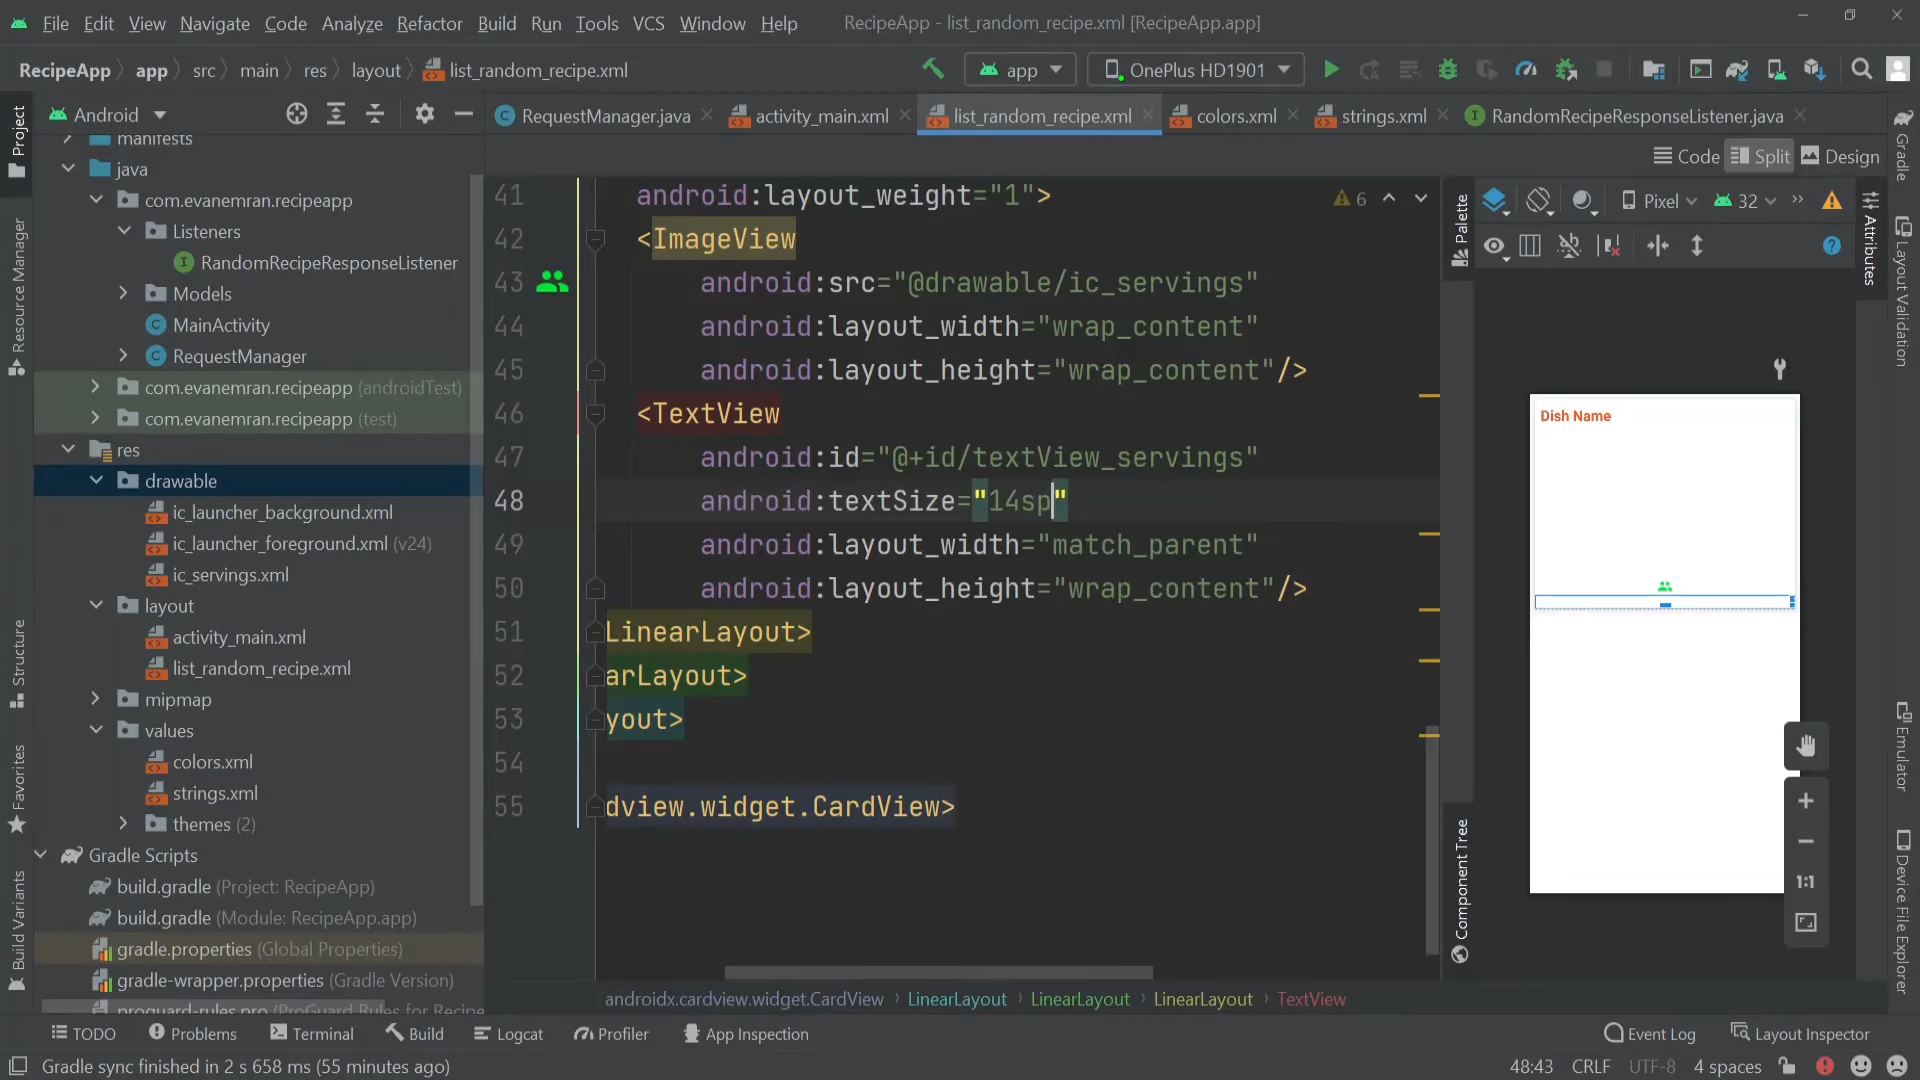 File Edit View Navigate Code Analyze Refactor Build Run Tools VCS Window Help RecipeApp - list_random_recipe.xml [RecipeApp.app]
RecipeApp app src main res layout list_random_recipe.xml app OnePlus HD1901
Android RequestManager.java activity_main.xml list_random_recipe.xml colors.xml strings.xml RandomRecipeResponseListener.java
Code Split Design
Project
Resource Manager
Structure
Favorites
Build Variants
manifests
java
com.evanemran.recipeapp
Listeners
RandomRecipeResponseListener
Models
MainActivity
RequestManager
com.evanemran.recipeapp (androidTest)
com.evanemran.recipeapp (test)
res
drawable
ic_launcher_background.xml
ic_launcher_foreground.xml (v24)
ic_servings.xml
layout
activity_main.xml
list_random_recipe.xml
mipmap
values
colors.xml
strings.xml
themes (2)
Gradle Scripts
build.gradle (Project: RecipeApp)
build.gradle (Module: RecipeApp.app)
gradle.properties (Global Properties)
gradle-wrapper.properties (Gradle Version)
proguard-rules.pro (ProGuard Rules for Recipe
41 android:layout_weight="1">
42 <ImageView
43 android:src="@drawable/ic_servings"
44 android:layout_width="wrap_content"
45 android:layout_height="wrap_content"/>
46 <TextView
47 android:id="@+id/textView_servings"
48 android:textSize="14sp"
49 android:layout_width="match_parent"
50 android:layout_height="wrap_content"/>
51 LinearLayout>
52 arLayout>
53 yout>
54
55 dview.widget.CardView>
6
androidx.cardview.widget.CardView LinearLayout LinearLayout LinearLayout TextView
Palette
Component Tree
Pixel 32
?
Dish Name
1:1
Attributes
Gradle
Layout Validation
Emulator
Device File Explorer
TODO Problems Terminal Build Logcat Profiler App Inspection Event Log Layout Inspector
Gradle sync finished in 2 s 658 ms (55 minutes ago) 48:43 CRLF UTF-8 4 spaces